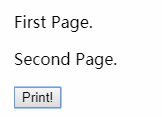 First Page.
Second Page.
Print!